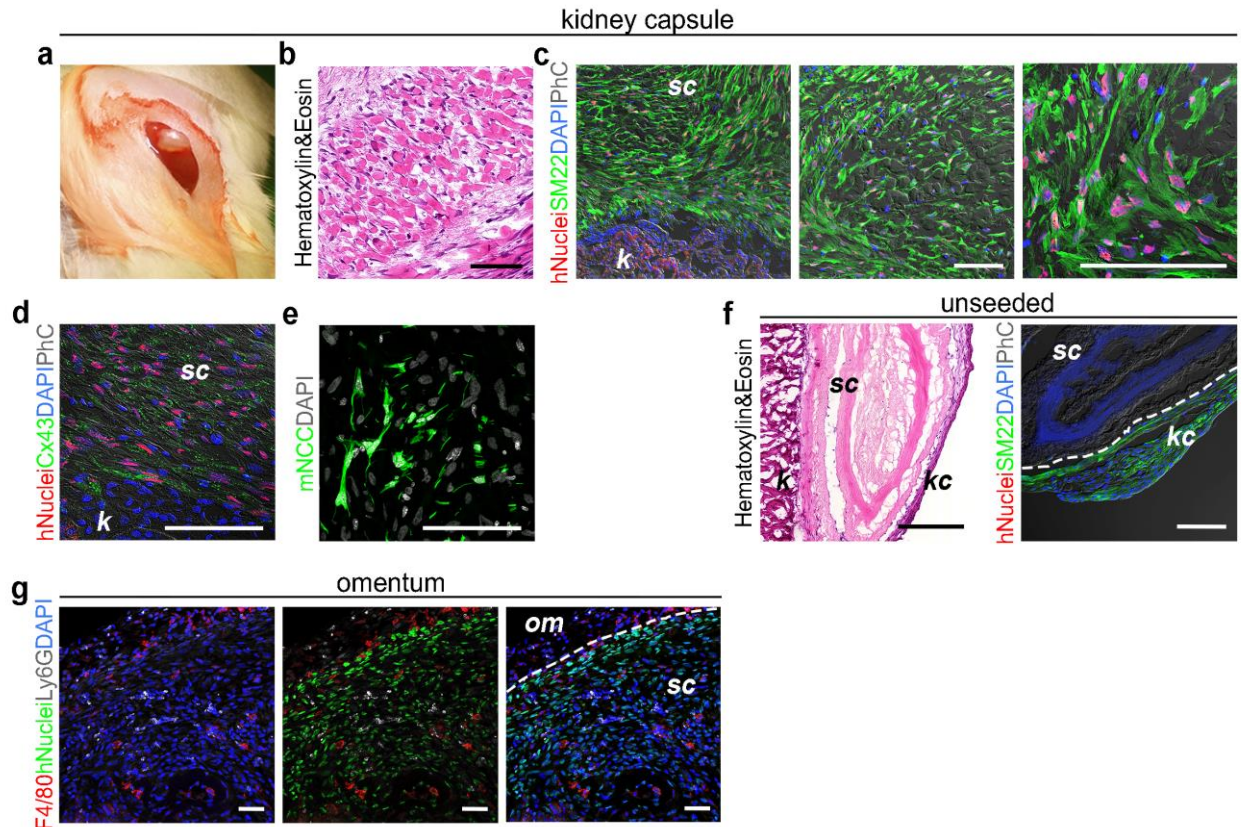 kidney capsule
a
b
Hematoxylin&Eosin
c
hNucleiSM22DAPIPhC
sc
k
d
hNucleiCx43DAPIPhC
sc
k
e
mNCCDAPI
unseeded
f
Hematoxylin&Eosin
sc
k
kc
hNucleiSM22DAPIPhC
sc
kc
omentum
g
F4/80hNucleiLy6GDAPI
om
sc